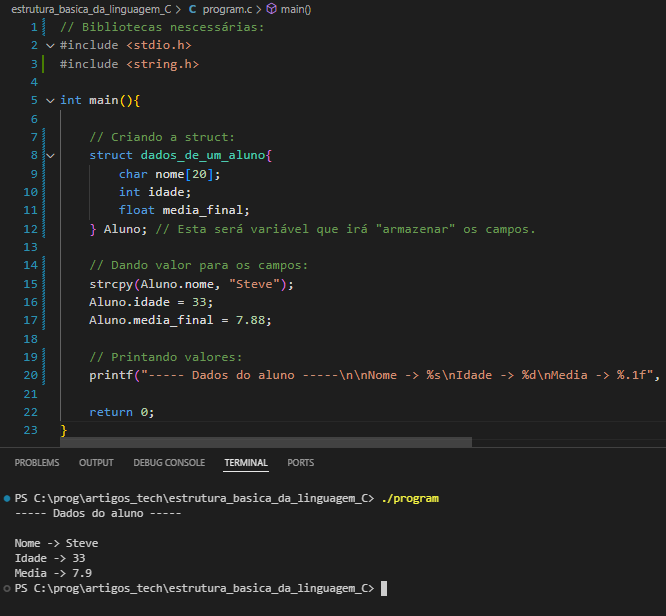 estrutura_basica_da_linguagem_C > C program.c > main()
1 // Bibliotecas nescessárias:
2 #include <stdio.h>
3 #include <string.h>
4
5 int main(){
6
7 // Criando a struct:
8 struct dados_de_um_aluno{
9 char nome[20];
10 int idade;
11 float media_final;
12 } Aluno; // Esta será variável que irá "armazenar" os campos.
13
14 // Dando valor para os campos:
15 strcpy(Aluno.nome, "Steve");
16 Aluno.idade = 33;
17 Aluno.media_final = 7.88;
18
19 // Printando valores:
20 printf("----- Dados do aluno -----\n\nNome -> %s\nIdade -> %d\nMedia -> %.1f",
21
22 return 0;
23 }
PROBLEMS OUTPUT DEBUG CONSOLE TERMINAL PORTS
PS C:\prog\artigos_tech\estrutura_basica_da_linguagem_C> ./program
----- Dados do aluno -----
Nome -> Steve
Idade -> 33
Media -> 7.9
PS C:\prog\artigos_tech\estrutura_basica_da_linguagem_C>